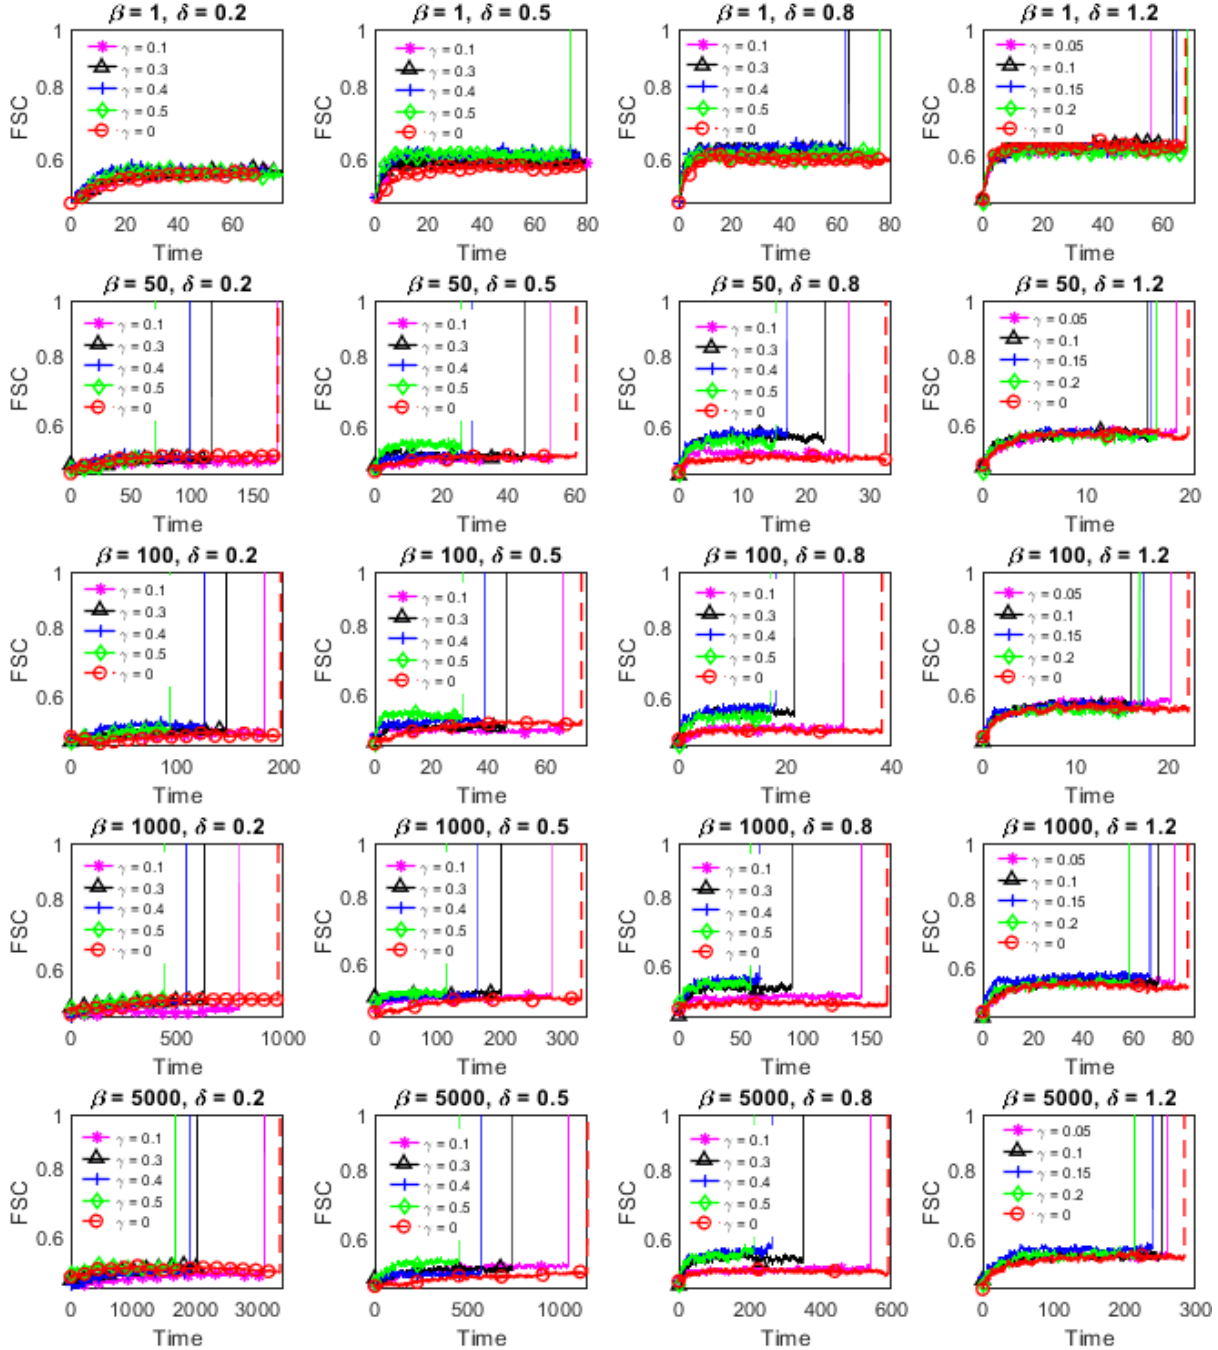 β = 1, δ = 0.2
1
0.8
0.6
FSC
γ = 0.1
γ = 0.3
γ = 0.4
γ = 0.5
γ = 0
0 20 40 60
Time
β = 1, δ = 0.5
1
0.8
0.6
FSC
γ = 0.1
γ = 0.3
γ = 0.4
γ = 0.5
γ = 0
0 20 40 60 80
Time
β = 1, δ = 0.8
1
0.8
0.6
FSC
γ = 0.1
γ = 0.3
γ = 0.4
γ = 0.5
γ = 0
0 20 40 60 80
Time
β = 1, δ = 1.2
1
0.8
0.6
FSC
γ = 0.05
γ = 0.1
γ = 0.15
γ = 0.2
γ = 0
0 20 40 60
Time
β = 50, δ = 0.2
1
0.8
0.6
FSC
γ = 0.1
γ = 0.3
γ = 0.4
γ = 0.5
γ = 0
0 50 100 150
Time
β = 50, δ = 0.5
1
0.8
0.6
FSC
γ = 0.1
γ = 0.3
γ = 0.4
γ = 0.5
γ = 0
0 20 40 60
Time
β = 50, δ = 0.8
1
0.8
0.6
FSC
γ = 0.1
γ = 0.3
γ = 0.4
γ = 0.5
γ = 0
0 10 20 30
Time
β = 50, δ = 1.2
1
0.8
0.6
FSC
γ = 0.05
γ = 0.1
γ = 0.15
γ = 0.2
γ = 0
0 10 20
Time
β = 100, δ = 0.2
1
0.8
0.6
FSC
γ = 0.1
γ = 0.3
γ = 0.4
γ = 0.5
γ = 0
0 100 200
Time
β = 100, δ = 0.5
1
0.8
0.6
FSC
γ = 0.1
γ = 0.3
γ = 0.4
γ = 0.5
γ = 0
0 20 40 60
Time
β = 100, δ = 0.8
1
0.8
0.6
FSC
γ = 0.1
γ = 0.3
γ = 0.4
γ = 0.5
γ = 0
0 20 40
Time
β = 100, δ = 1.2
1
0.8
0.6
FSC
γ = 0.05
γ = 0.1
γ = 0.15
γ = 0.2
γ = 0
0 10 20
Time
β = 1000, δ = 0.2
1
0.8
0.6
FSC
γ = 0.1
γ = 0.3
γ = 0.4
γ = 0.5
γ = 0
0 500 1000
Time
β = 1000, δ = 0.5
1
0.8
0.6
FSC
γ = 0.1
γ = 0.3
γ = 0.4
γ = 0.5
γ = 0
0 100 200 300
Time
β = 1000, δ = 0.8
1
0.8
0.6
FSC
γ = 0.1
γ = 0.3
γ = 0.4
γ = 0.5
γ = 0
0 50 100 150
Time
β = 1000, δ = 1.2
1
0.8
0.6
FSC
γ = 0.05
γ = 0.1
γ = 0.15
γ = 0.2
γ = 0
0 20 40 60 80
Time
β = 5000, δ = 0.2
1
0.8
0.6
FSC
γ = 0.1
γ = 0.3
γ = 0.4
γ = 0.5
γ = 0
0 1000 2000 3000
Time
β = 5000, δ = 0.5
1
0.8
0.6
FSC
γ = 0.1
γ = 0.3
γ = 0.4
γ = 0.5
γ = 0
0 500 1000
Time
β = 5000, δ = 0.8
1
0.8
0.6
FSC
γ = 0.1
γ = 0.3
γ = 0.4
γ = 0.5
γ = 0
0 200 400 600
Time
β = 5000, δ = 1.2
1
0.8
0.6
FSC
γ = 0.05
γ = 0.1
γ = 0.15
γ = 0.2
γ = 0
0 100 200 300
Time